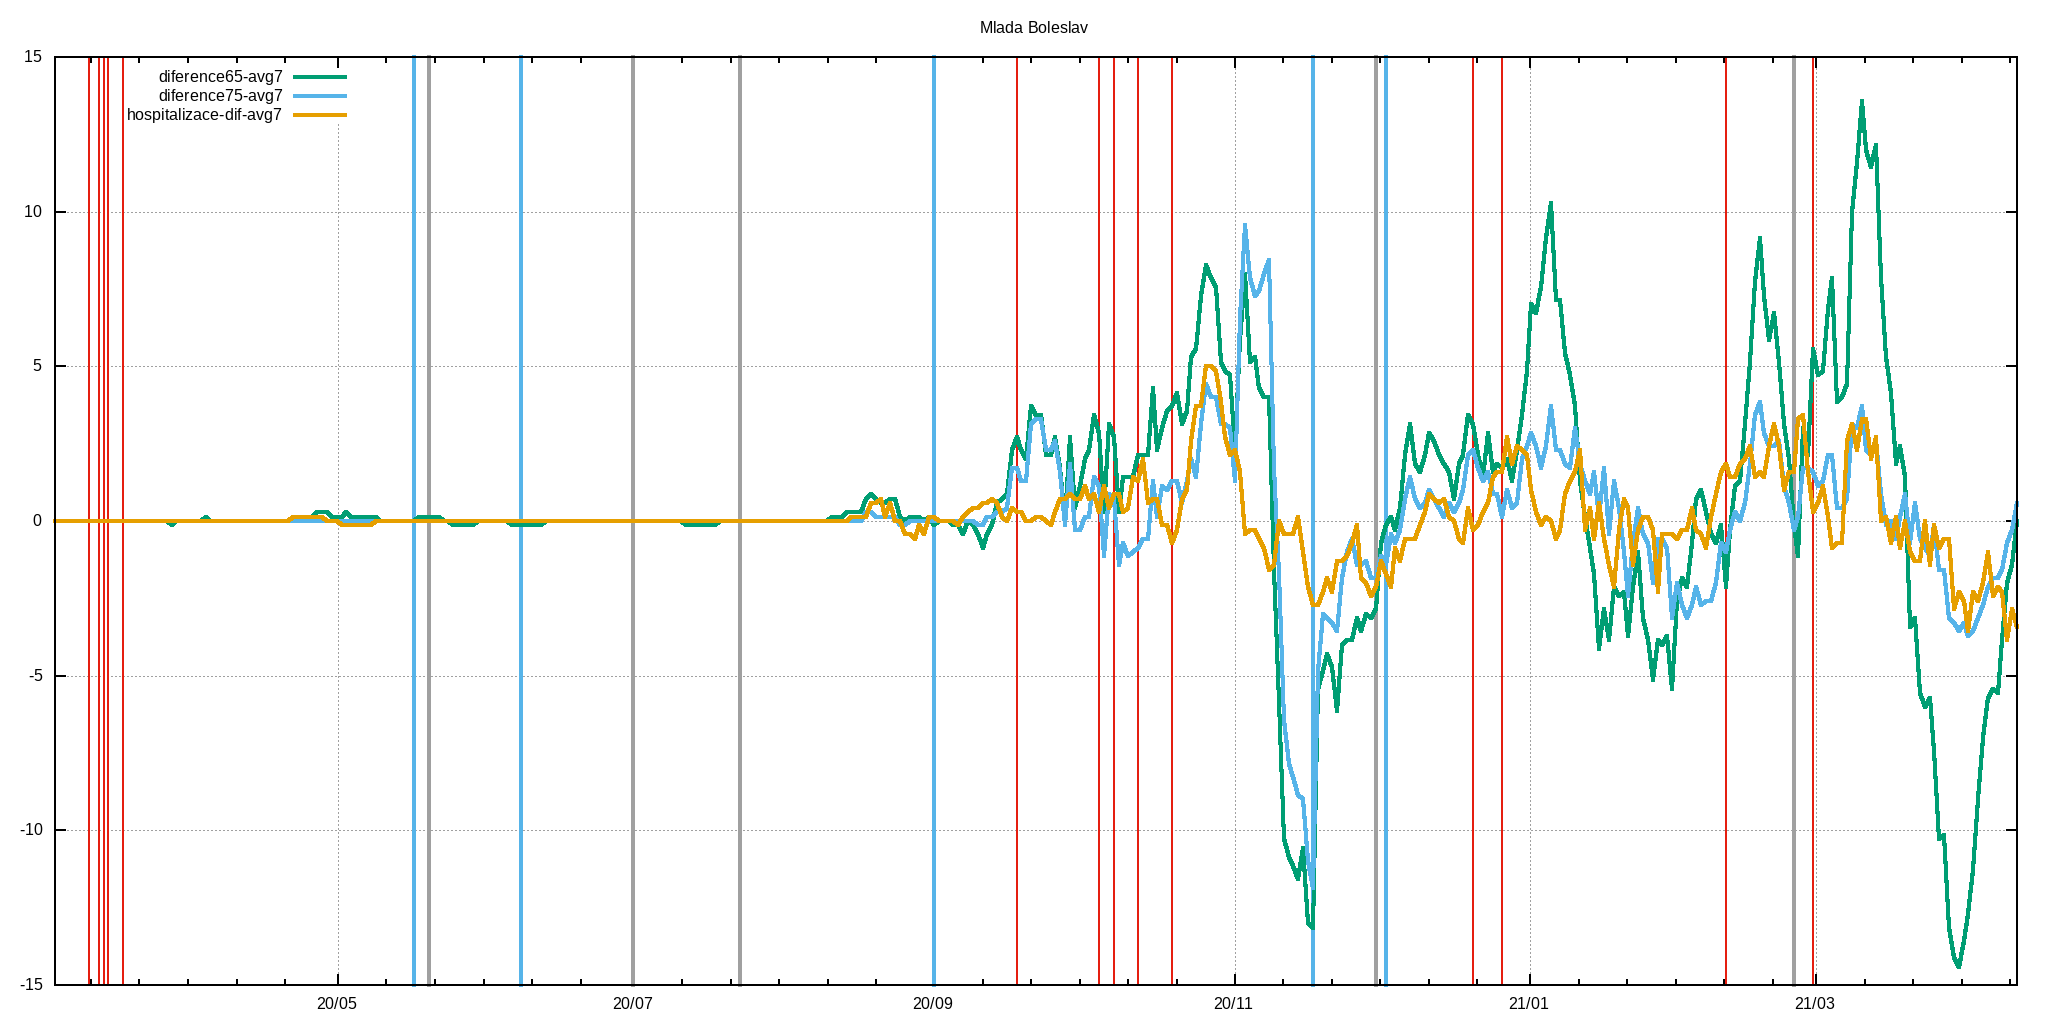 Mlada Boleslav
15
diference65-avg7
diference75-avg7
hospitalizace-dif-avg7
10
5
0
-5
-10
-15
20/05 20/07 20/09 20/11 21/01 21/03